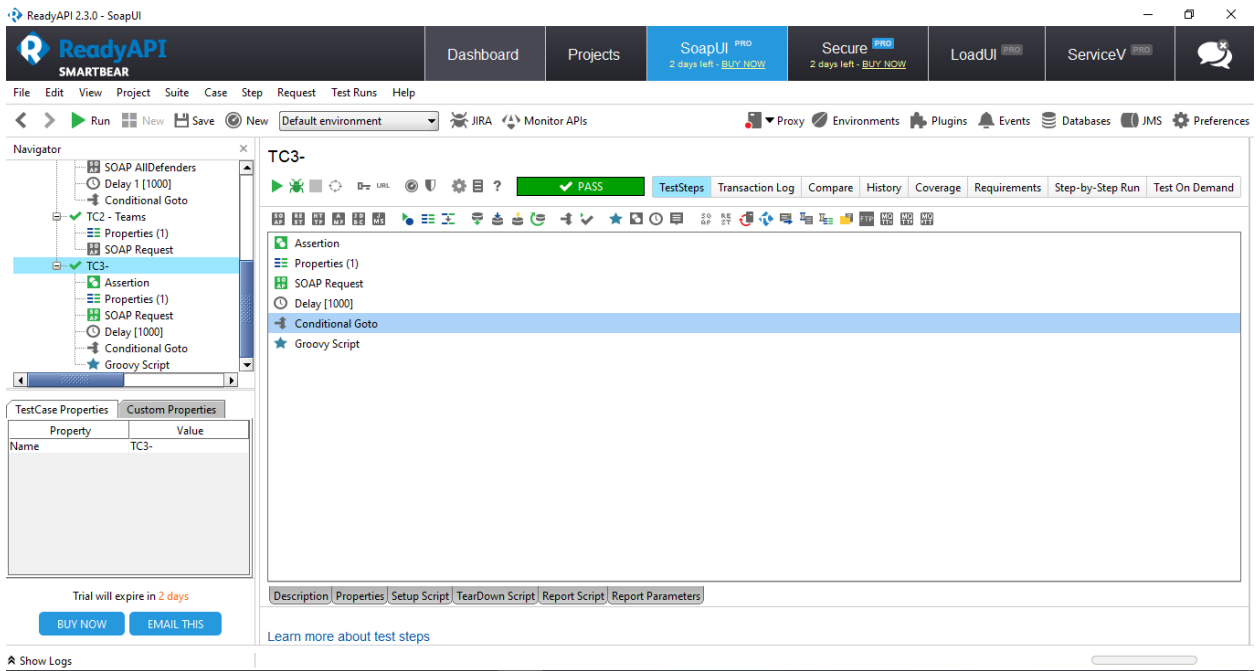 ReadyAPI 2.3.0 - SoapUI
ReadyAPI
SMARTBEAR
Dashboard
Projects
SoapUI PRO
2 days left - BUY NOW
Secure PRO
2 days left - BUY NOW
LoadUI PRO
ServiceV PRO
File Edit View Project Suite Case Step Request Test Runs Help
Run New Save New Default environment JIRA Monitor APIs Proxy Environments Plugins Events Databases JMS Preferences
Navigator
SOAP AllDefenders
Delay 1 [1000]
Conditional Goto
TC2 - Teams
Properties (1)
SOAP Request
TC3-
Assertion
Properties (1)
SOAP Request
Delay [1000]
Conditional Goto
Groovy Script
TestCase Properties Custom Properties
Property Value
Name TC3-
Trial will expire in 2 days
BUY NOW EMAIL THIS
TC3-
URL ? PASS TestSteps Transaction Log Compare History Coverage Requirements Step-by-Step Run Test On Demand
Assertion
Properties (1)
SOAP Request
Delay [1000]
Conditional Goto
Groovy Script
Description Properties Setup Script TearDown Script Report Script Report Parameters
Learn more about test steps
Show Logs